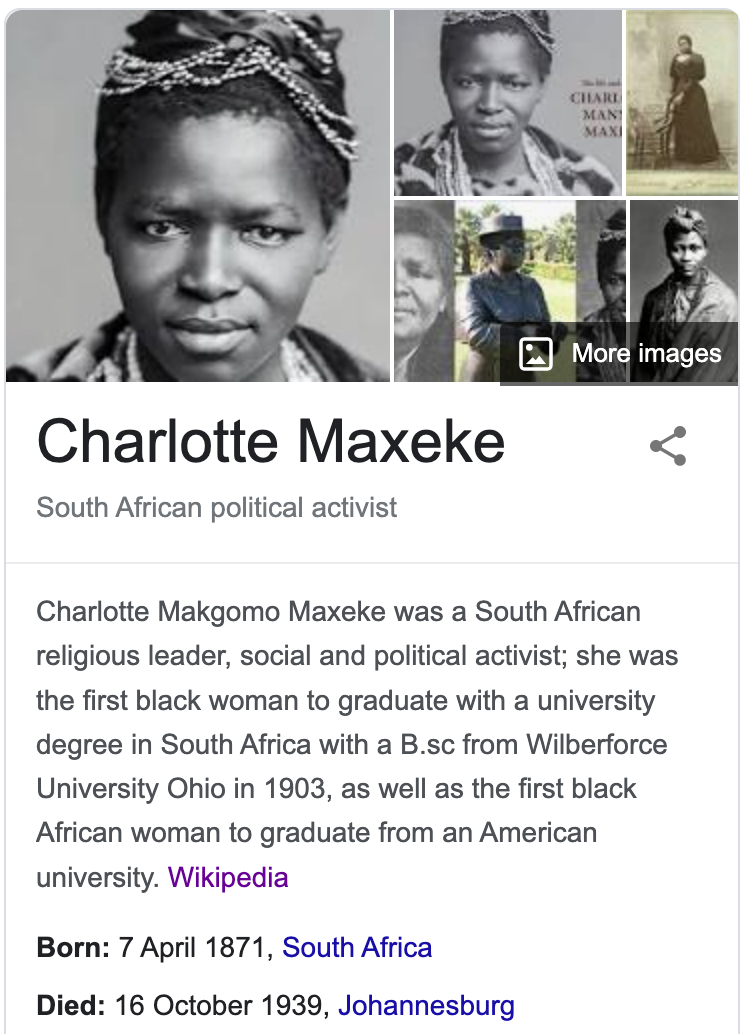 CHARL
MANN
MAXE
More images
Charlotte Maxeke
South African political activist
Charlotte Makgomo Maxeke was a South African
religious leader, social and political activist; she was
the first black woman to graduate with a university
degree in South Africa with a B.sc from Wilberforce
University Ohio in 1903, as well as the first black
African woman to graduate from an American
university. Wikipedia
Born: 7 April 1871, South Africa
Died: 16 October 1939, Johannesburg